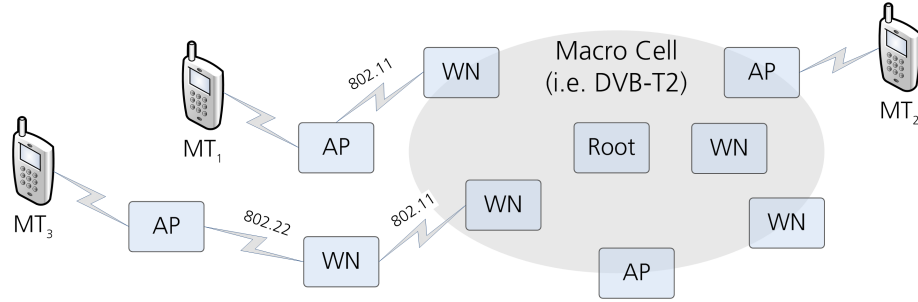 Macro Cell
(i.e. DVB-T2)
WN
AP
802.11
MT2
MT1
AP
Root
WN
MT3
AP
802.22
802.11
WN
WN
WN
AP